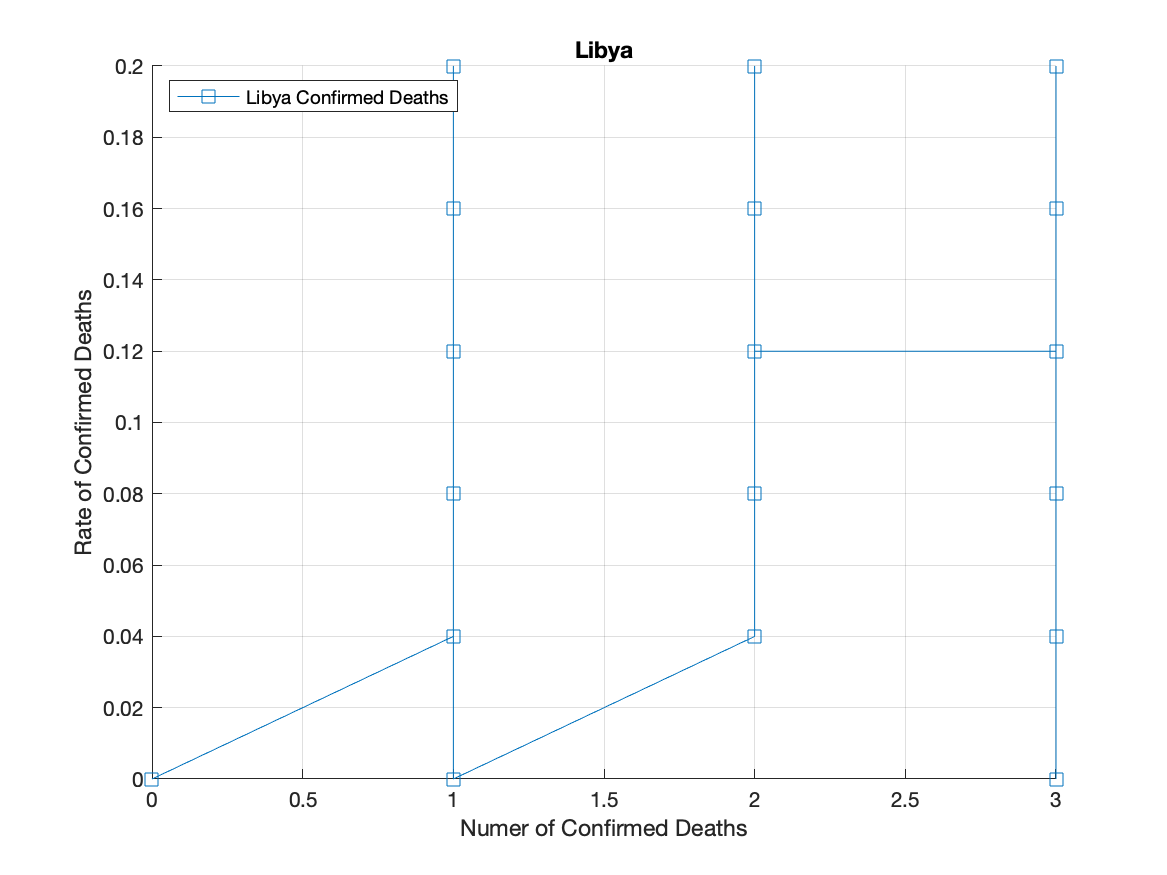 Libya
Libya Confirmed Deaths
Rate of Confirmed Deaths
0.2
0.18
0.16
0.14
0.12
0.1
0.08
0.06
0.04
0.02
0
0 0.5 1 1.5 2 2.5 3
Numer of Confirmed Deaths